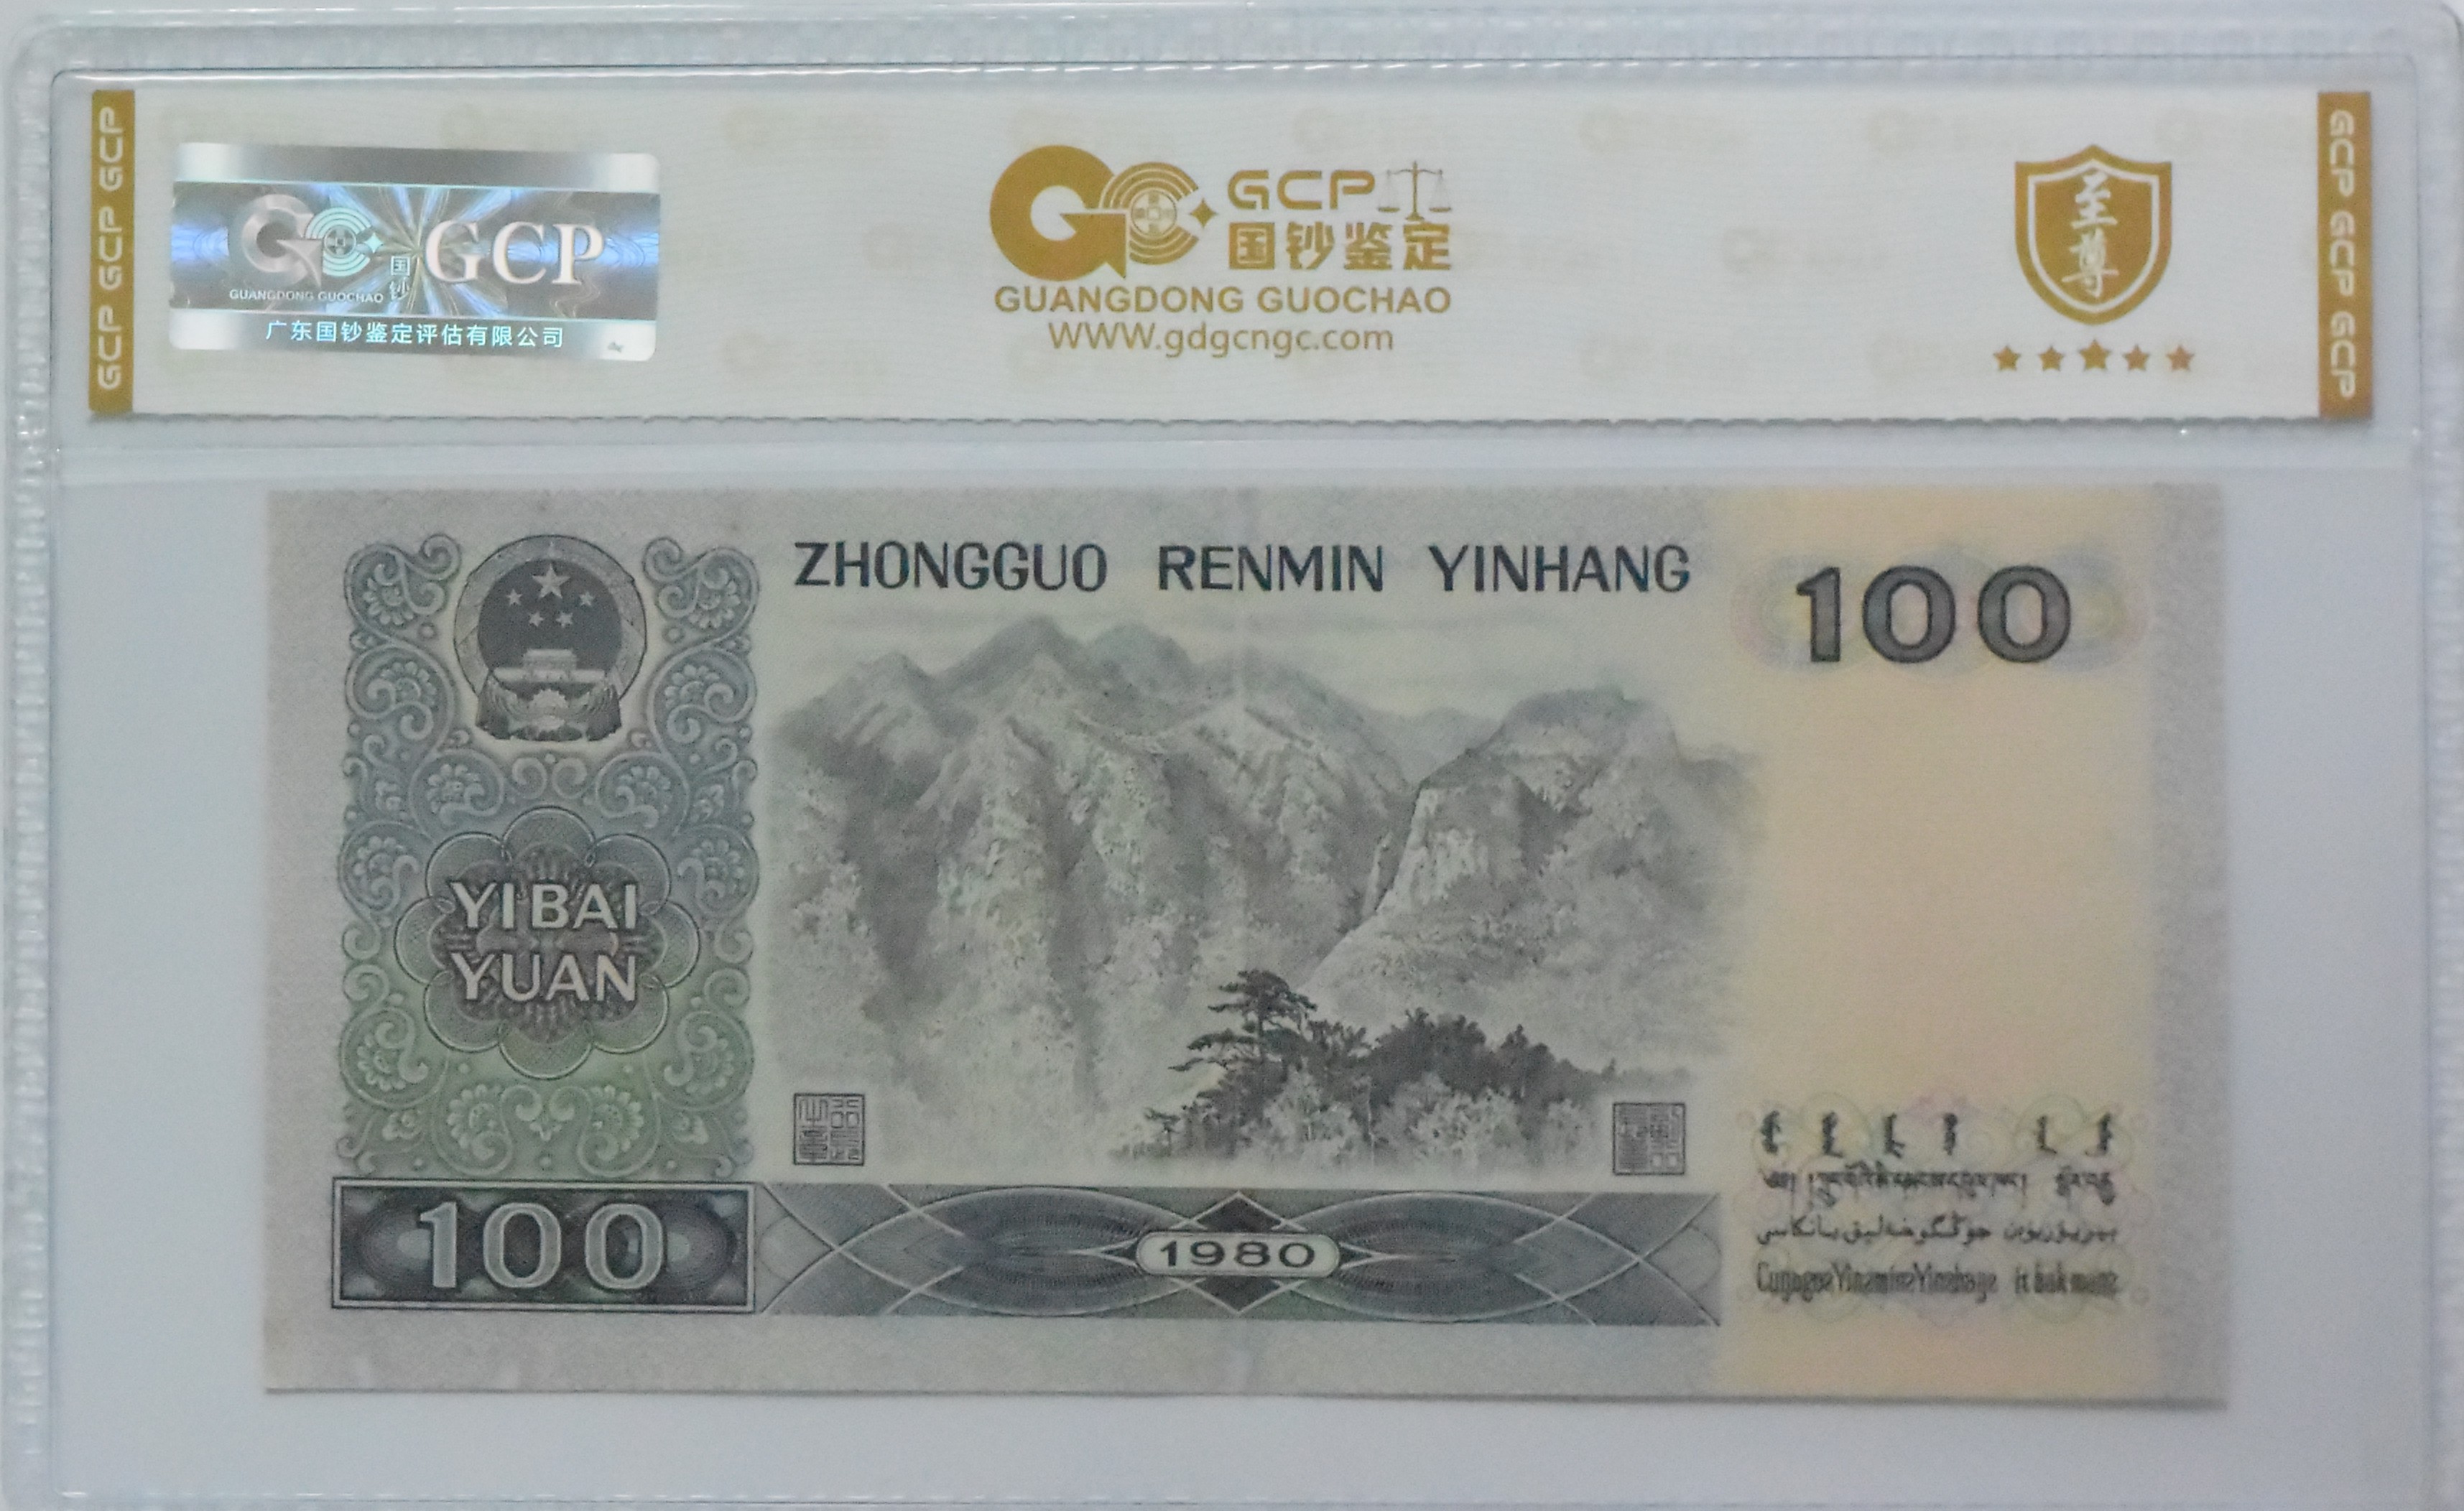 GCP GCP GCP
GC GCP
国钞
GUANGDONG GUOCHAO
广东国钞鉴定评估有限公司
GCP
国钞鉴定
GUANGDONG GUOCHAO
WWW.gdgcngc.com
至尊
GCP GCP GCP
ZHONGGUO RENMIN YINHANG
100
YIBAI
YUAN
100
1980